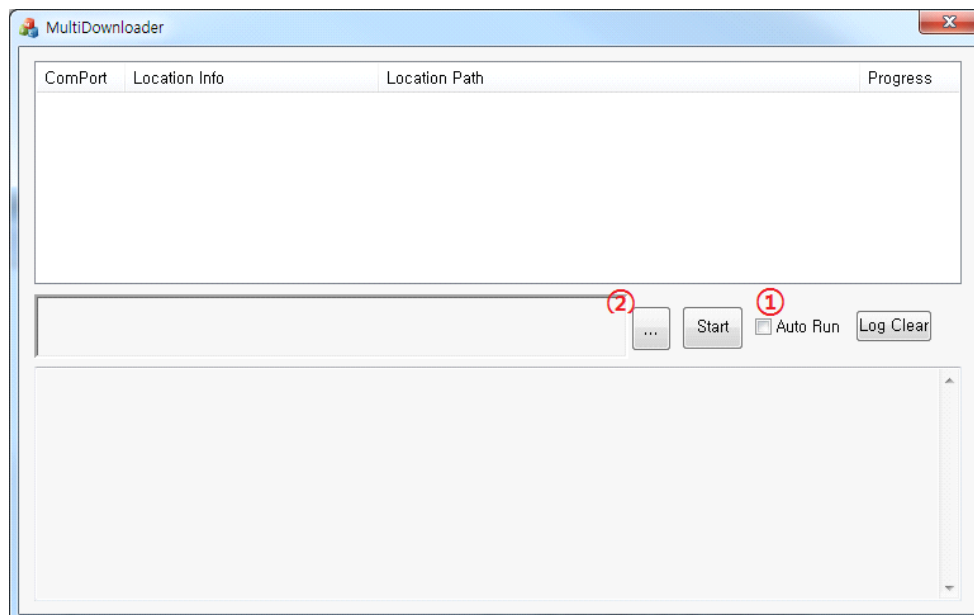 MultiDownloader
ComPort Location Info Location Path Progress
② ... Start ① Auto Run Log Clear